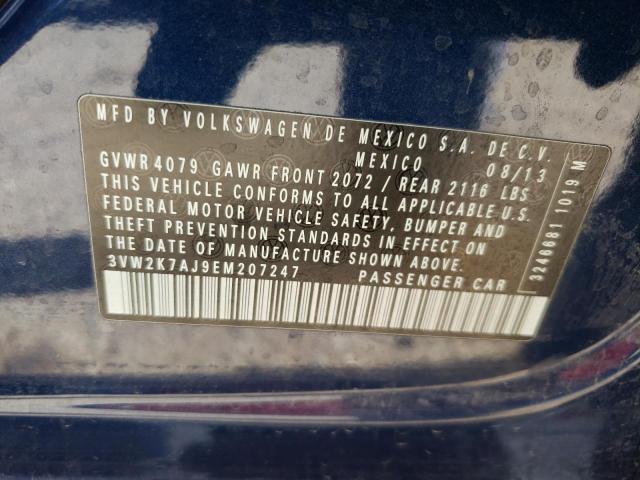 MFD BY VOLKSWAGEN DE MEXICO S.A. DE C.V.
MEXICO 08/13
GVWR 4079 GAWR FRONT 2072 / REAR 2116 LBS
THIS VEHICLE CONFORMS TO ALL APPLICABLE U.S.
FEDERAL MOTOR VEHICLE SAFETY, BUMPER AND
THEFT PREVENTION STANDARDS IN EFFECT ON
THE DATE OF MANUFACTURE SHOWN ABOVE.
3VW2K7AJ9EM207247 PASSENGER CAR
3246681 1019 M